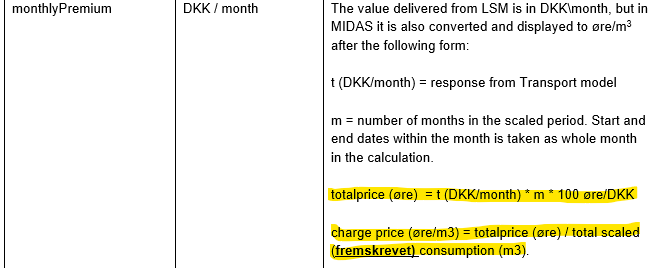 monthlyPremium
DKK / month
The value delivered from LSM is in DKK\month, but in
MIDAS it is also converted and displayed to øre/m³
after the following form:
t (DKK/month) = response from Transport model
m = number of months in the scaled period. Start and
end dates within the month is taken as whole month
in the calculation.
totalprice (øre)  = t (DKK/month) * m * 100 øre/DKK
charge price (øre/m3) = totalprice (øre) / total scaled
(fremskrevet) consumption (m3).